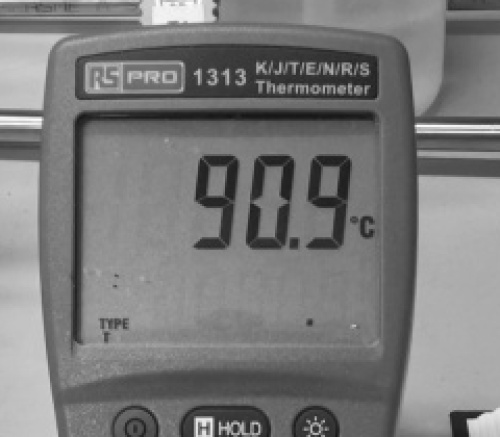 RS PRO 1313 K/J/T/E/N/R/S
Thermometer
90.9 °C
TYPE
T
H HOLD